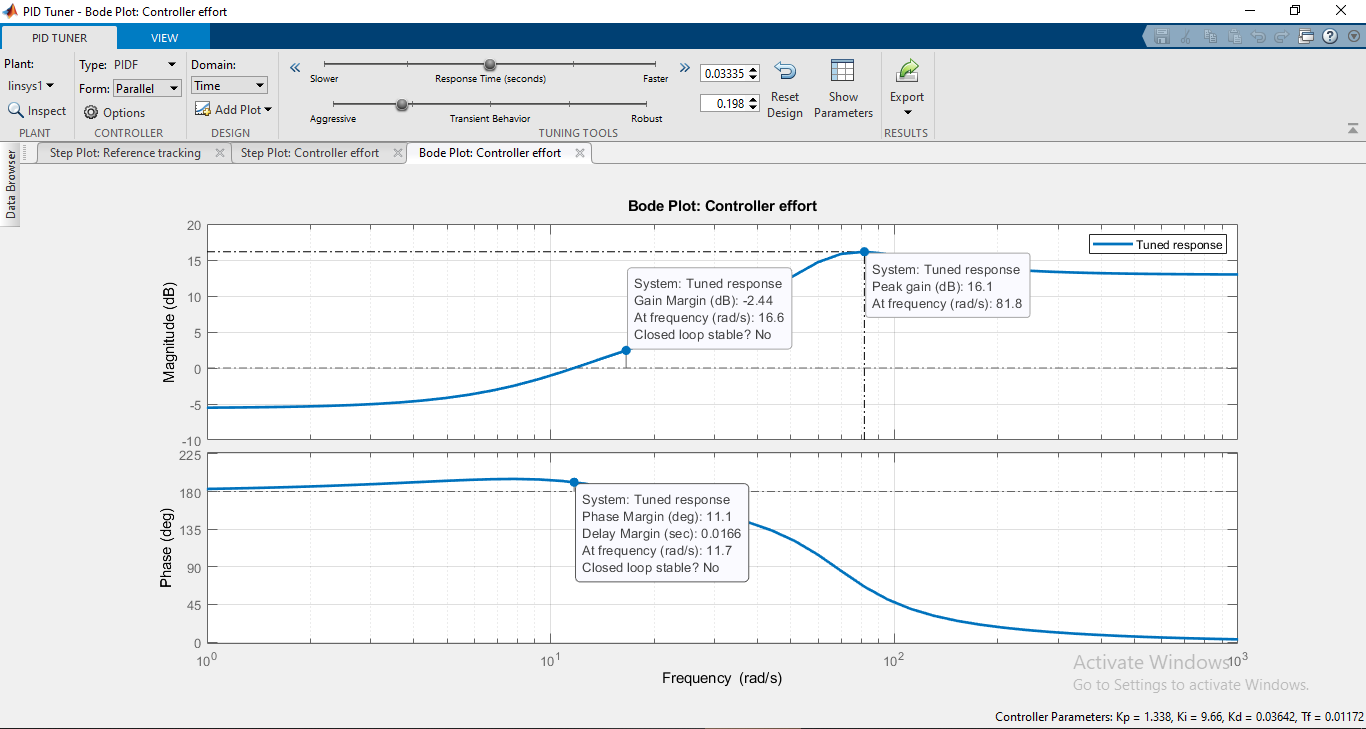 PID Tuner - Bode Plot: Controller effort
PID TUNER VIEW
Plant:
linsys1
Inspect
PLANT
Type: PIDF
Form: Parallel
Options
CONTROLLER
Domain:
Time
Add Plot
DESIGN
Slower Response Time (seconds) Faster
0.03335
Aggressive Transient Behavior Robust
0.198
TUNING TOOLS
Reset
Design
Show
Parameters
Export
RESULTS
Data Browser
Step Plot: Reference tracking Step Plot: Controller effort Bode Plot: Controller effort
Bode Plot: Controller effort
Magnitude (dB)
20
15
10
5
0
-5
-10
Tuned response
System: Tuned response
Gain Margin (dB): -2.44
At frequency (rad/s): 16.6
Closed loop stable? No
System: Tuned response
Peak gain (dB): 16.1
At frequency (rad/s): 81.8
Phase (deg)
225
180
135
90
45
0
System: Tuned response
Phase Margin (deg): 11.1
Delay Margin (sec): 0.0166
At frequency (rad/s): 11.7
Closed loop stable? No
10^0 10^1 10^2 10^3
Frequency (rad/s)
Activate Windows
Go to Settings to activate Windows.
Controller Parameters: Kp = 1.338, Ki = 9.66, Kd = 0.03642, Tf = 0.01172